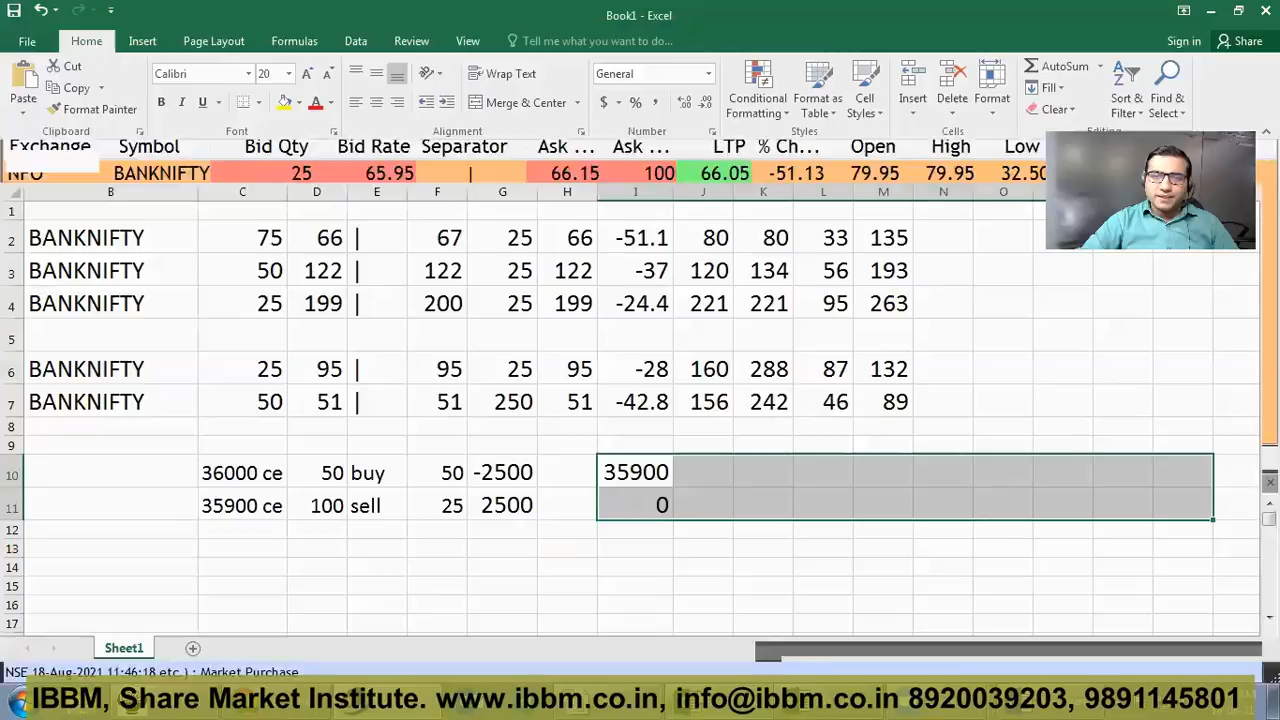 Book1 - Excel
File Home Insert Page Layout Formulas Data Review View Tell me what you want to do... Sign in Share
Cut Calibri 20 Wrap Text General AutoSum
Copy Fill
Paste Format Painter Merge & Center Conditional Formatting Format as Table Cell Styles Insert Delete Format Clear Sort & Filter Find & Select
Clipboard Font Alignment Number Styles Cells Editing
Exchange Symbol Bid Qty Bid Rate Separator Ask ... Ask ... LTP % Ch... Open High Low
NFO BANKNIFTY 25 65.95 | 66.15 100 66.05 -51.13 79.95 79.95 32.50
B C D E F G H I J K L M N O
1
2 BANKNIFTY 75 66 | 67 25 66 -51.1 80 80 33 135
3 BANKNIFTY 50 122 | 122 25 122 -37 120 134 56 193
4 BANKNIFTY 25 199 | 200 25 199 -24.4 221 221 95 263
5
6 BANKNIFTY 25 95 | 95 25 95 -28 160 288 87 132
7 BANKNIFTY 50 51 | 51 250 51 -42.8 156 242 46 89
8
9
10 36000 ce 50 buy 50 -2500 35900
11 35900 ce 100 sell 25 2500 0
12
13
14
15
16
17
Sheet1
NSE 18-Aug-2021 11:46:18 etc.) : Market Purchase
IBBM, Share Market Institute. www.ibbm.co.in, info@ibbm.co.in 8920039203, 9891145801